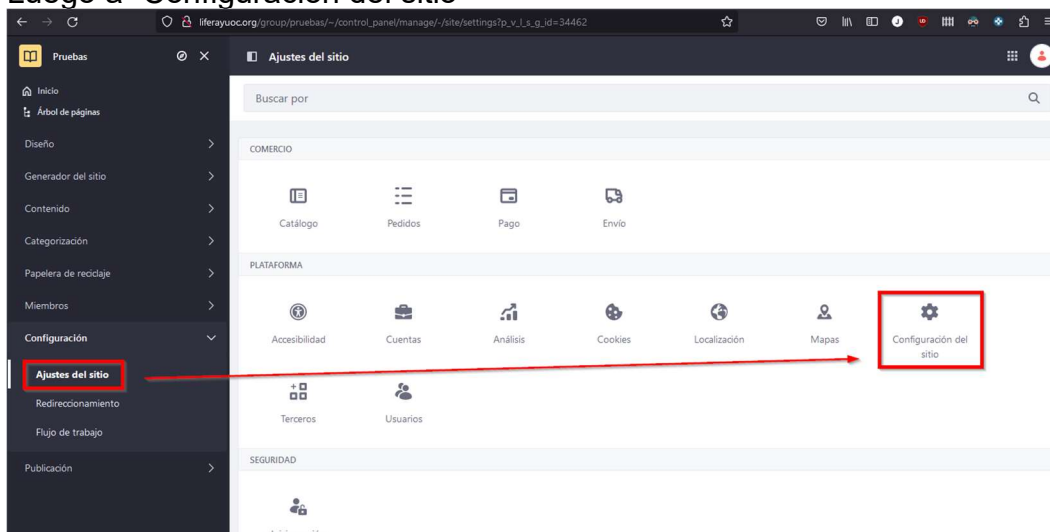 Luego a "Configuración del sitio"
liferayuoc.org/group/pruebas/~/control_panel/manage/-/site/settings?p_v_l_s_g_id=34462
Pruebas
Ajustes del sitio
Inicio
Árbol de páginas
Buscar por
Diseño
COMERCIO
Generador del sitio
Contenido
Catálogo
Pedidos
Pago
Envío
Categorización
Papelera de reciclaje
PLATAFORMA
Miembros
Configuración
Accesibilidad
Cuentas
Análisis
Cookies
Localización
Mapas
Configuración del
sitio
Ajustes del sitio
Redireccionamiento
Terceros
Usuarios
Flujo de trabajo
Publicación
SEGURIDAD